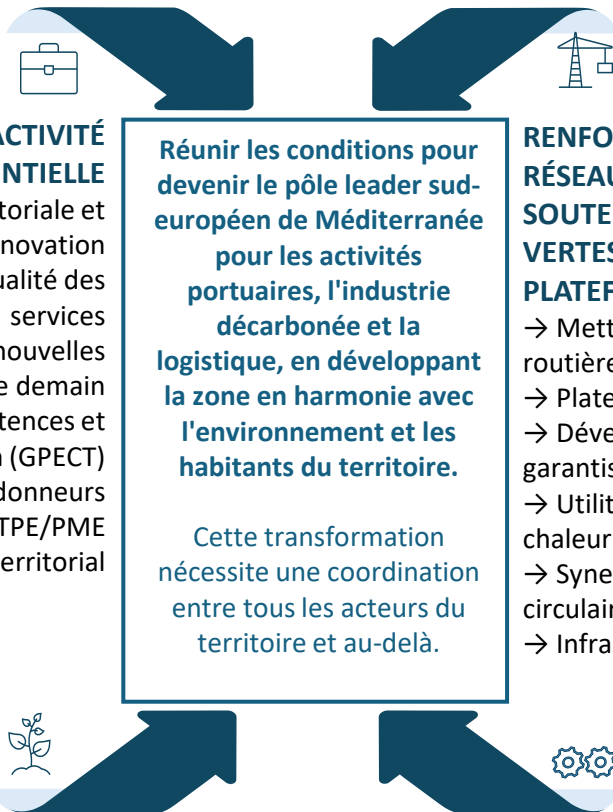 ACTIVITÉ
NTIELLE
toriale et
nnovation
ualité des
services
nouvelles
e demain
tences et
(GPECT)
donneurs
TPE/PME
erritorial
Réunir les conditions pour
devenir le pôle leader sud-
européen de Méditerranée
pour les activités
portuaires, l'industrie
décarbonée et la
logistique, en développant
la zone en harmonie avec
l'environnement et les
habitants du territoire.
Cette transformation
nécessite une coordination
entre tous les acteurs du
territoire et au-delà.
RENFO
RÉSEAU
SOUTE
VERTES
PLATEF
→ Mett
routière
→ Plate
→ Déve
garantis
→ Utilit
chaleur
→ Syne
circulair
→ Infra